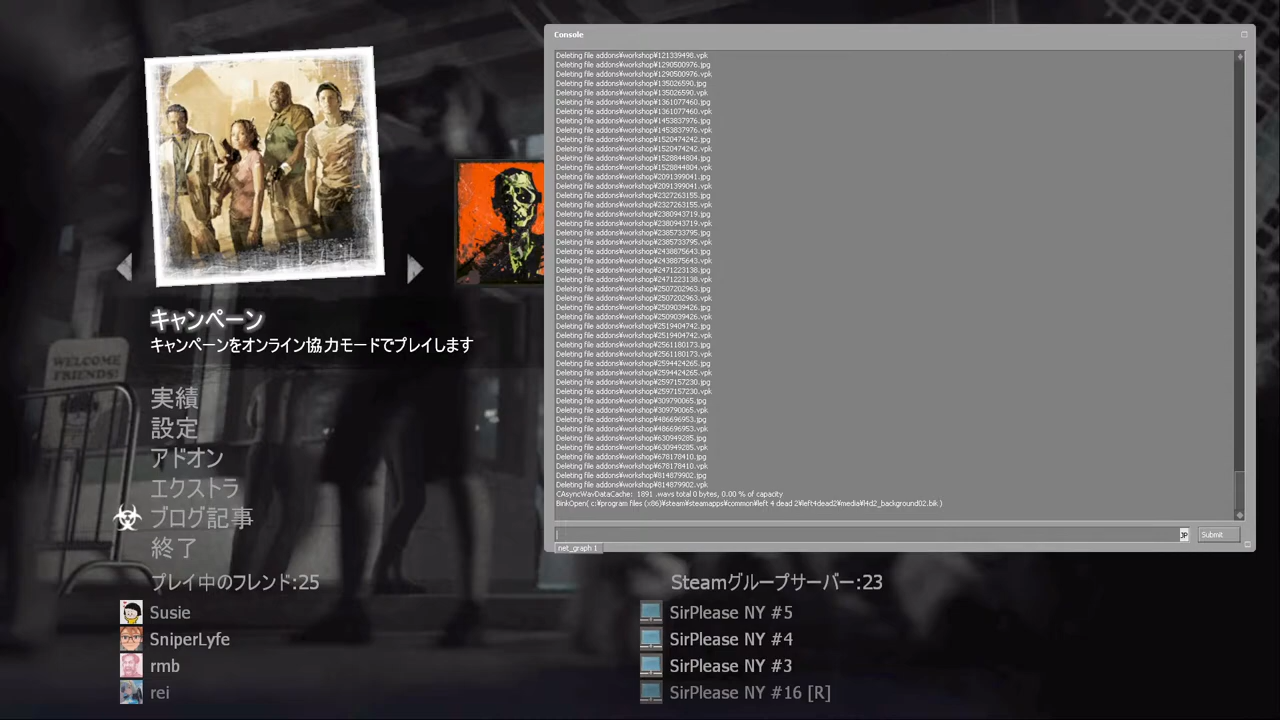 Console
Deleting file addons¥workshop¥121339498.vpk
Deleting file addons¥workshop¥1290500976.jpg
Deleting file addons¥workshop¥1290500976.vpk
Deleting file addons¥workshop¥135026590.jpg
Deleting file addons¥workshop¥135026590.vpk
Deleting file addons¥workshop¥1361077460.jpg
Deleting file addons¥workshop¥1361077460.vpk
Deleting file addons¥workshop¥1453837976.jpg
Deleting file addons¥workshop¥1453837976.vpk
Deleting file addons¥workshop¥1520474242.jpg
Deleting file addons¥workshop¥1520474242.vpk
Deleting file addons¥workshop¥1528844804.jpg
Deleting file addons¥workshop¥1528844804.vpk
Deleting file addons¥workshop¥2091399041.jpg
Deleting file addons¥workshop¥2091399041.vpk
Deleting file addons¥workshop¥2327263155.jpg
Deleting file addons¥workshop¥2327263155.vpk
Deleting file addons¥workshop¥2380943719.jpg
Deleting file addons¥workshop¥2380943719.vpk
Deleting file addons¥workshop¥2385733795.jpg
Deleting file addons¥workshop¥2385733795.vpk
Deleting file addons¥workshop¥2438875643.jpg
Deleting file addons¥workshop¥2438875643.vpk
Deleting file addons¥workshop¥2471223138.jpg
Deleting file addons¥workshop¥2471223138.vpk
Deleting file addons¥workshop¥2507202963.jpg
Deleting file addons¥workshop¥2507202963.vpk
Deleting file addons¥workshop¥2509039426.jpg
Deleting file addons¥workshop¥2509039426.vpk
Deleting file addons¥workshop¥2519404742.jpg
Deleting file addons¥workshop¥2519404742.vpk
Deleting file addons¥workshop¥2561180173.jpg
Deleting file addons¥workshop¥2561180173.vpk
Deleting file addons¥workshop¥2594424265.jpg
Deleting file addons¥workshop¥2594424265.vpk
Deleting file addons¥workshop¥2597157230.jpg
Deleting file addons¥workshop¥2597157230.vpk
Deleting file addons¥workshop¥309790065.jpg
Deleting file addons¥workshop¥309790065.vpk
Deleting file addons¥workshop¥486696953.jpg
Deleting file addons¥workshop¥486696953.vpk
Deleting file addons¥workshop¥630949285.jpg
Deleting file addons¥workshop¥630949285.vpk
Deleting file addons¥workshop¥678178410.jpg
Deleting file addons¥workshop¥678178410.vpk
Deleting file addons¥workshop¥814879902.jpg
Deleting file addons¥workshop¥814879902.vpk
CAsyncWavDataCache: 1891 .wavs total 0 bytes, 0.00 % of capacity
BinkOpen( c:¥program files (x86)¥steam¥steamapps¥common¥left 4 dead 2¥left4dead2¥media¥l4d2_background02.bik )
JP
Submit
net_graph 1
キャンペーン
キャンペーンをオンライン協力モードでプレイします
WELCOME
FRIENDS!
実績
設定
アドオン
エクストラ
ブログ記事
終了
プレイ中のフレンド:25
Susie
SniperLyfe
rmb
rei
Steamグループサーバー:23
SirPlease NY #5
SirPlease NY #4
SirPlease NY #3
SirPlease NY #16 [R]